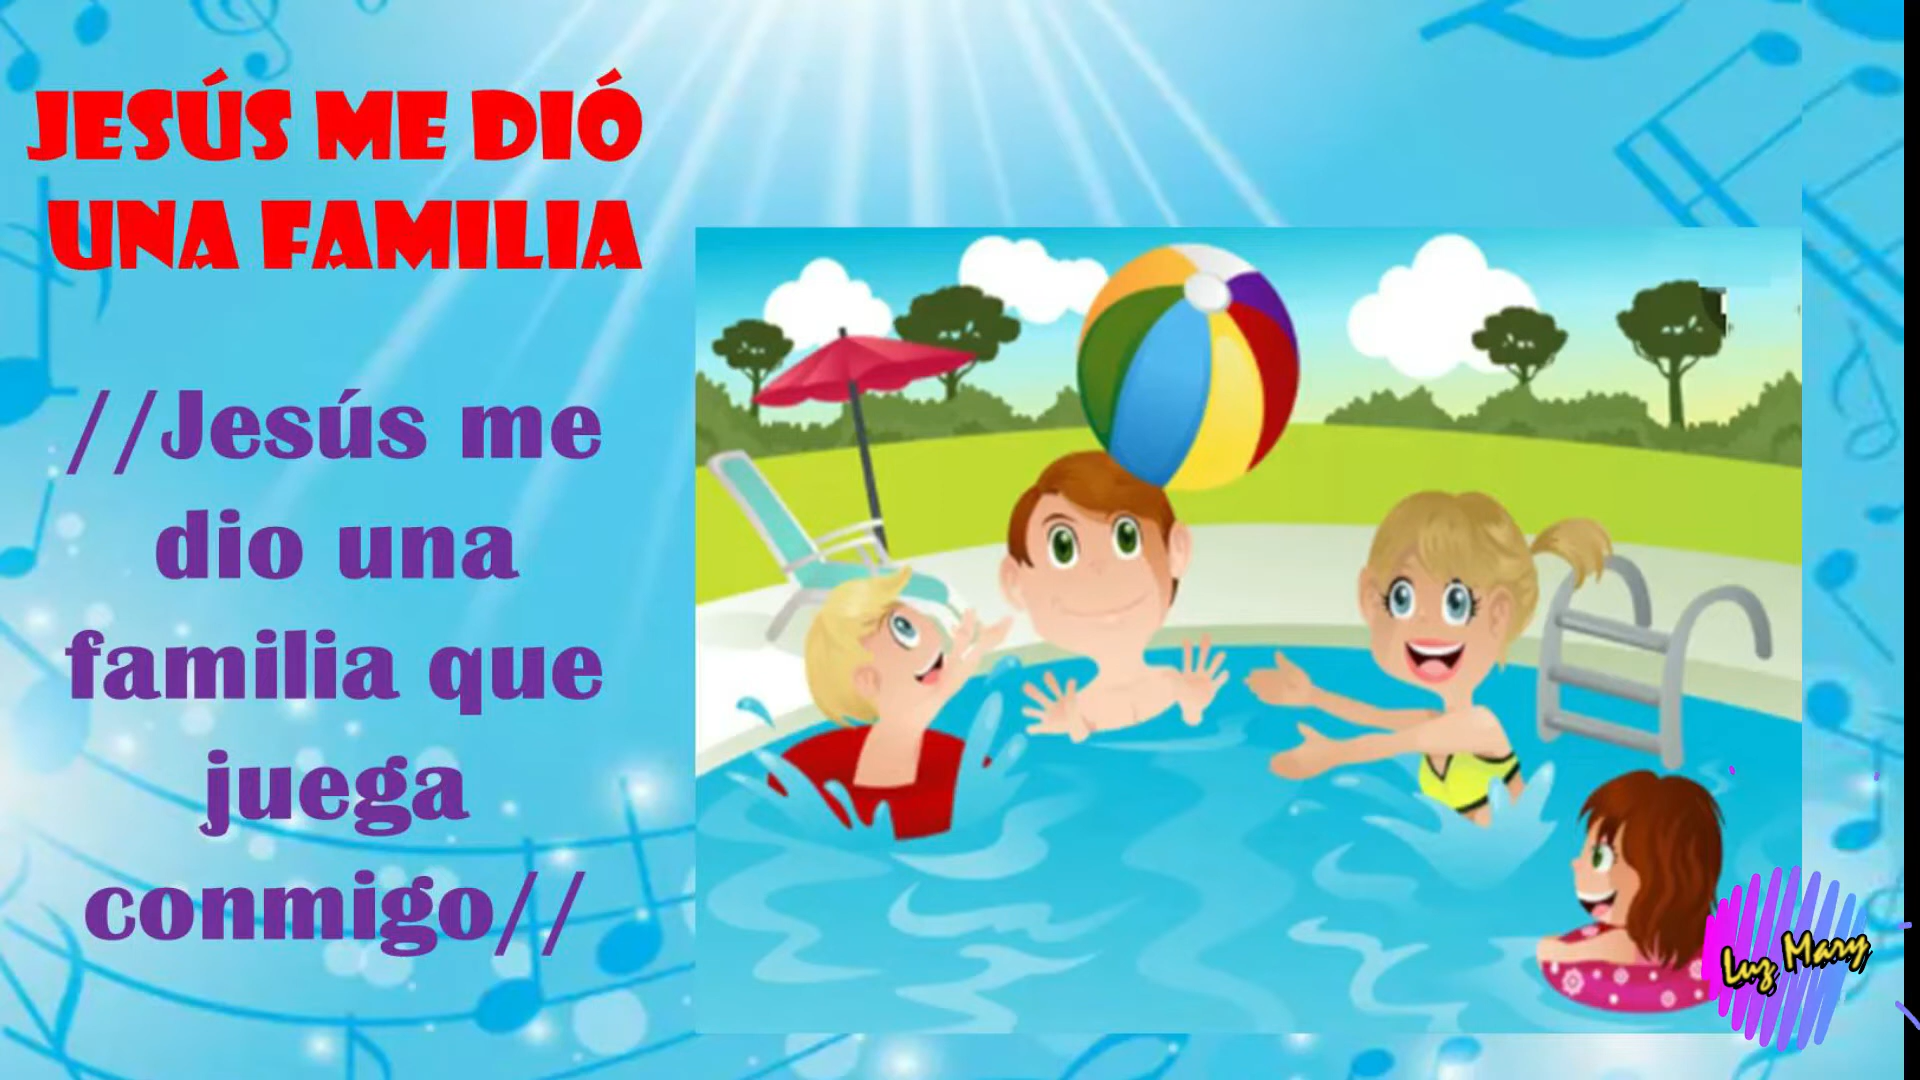 JESÚS ME DIÓ
UNA FAMILIA
//Jesús me
dio una
familia que
juega
conmigo//
Luz Mary